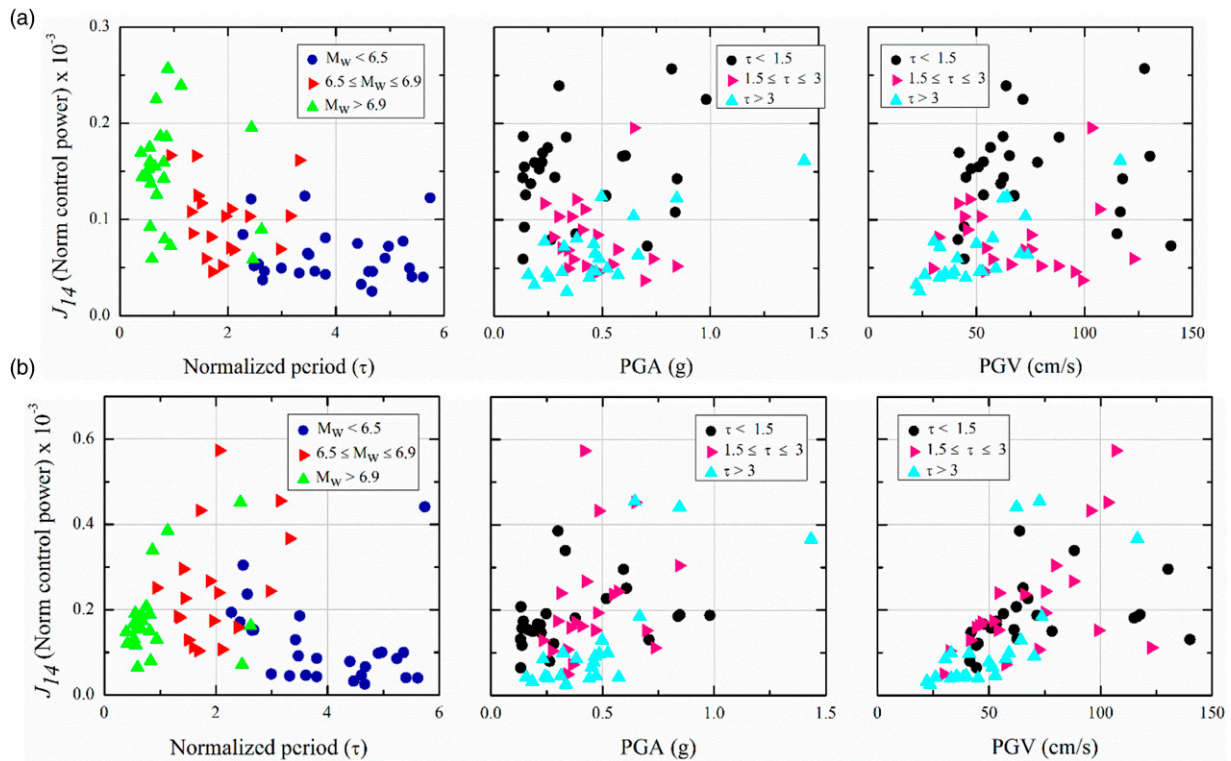 (a)
J14 (Norm control power) x 10-3
0.3
0.2
0.1
0.0
0 2 4 6
Normalized period (τ)
MW < 6.5
6.5 ≤ MW ≤ 6.9
MW > 6.9
0.0 0.5 1.0 1.5
PGA (g)
τ < 1.5
1.5 ≤ τ ≤ 3
τ > 3
0 50 100 150
PGV (cm/s)
τ < 1.5
1.5 ≤ τ ≤ 3
τ > 3
(b)
J14 (Norm control power) x 10-3
0.6
0.4
0.2
0.0
0 2 4 6
Normalized period (τ)
MW < 6.5
6.5 ≤ MW ≤ 6.9
MW > 6.9
0.0 0.5 1.0 1.5
PGA (g)
τ < 1.5
1.5 ≤ τ ≤ 3
τ > 3
0 50 100 150
PGV (cm/s)
τ < 1.5
1.5 ≤ τ ≤ 3
τ > 3